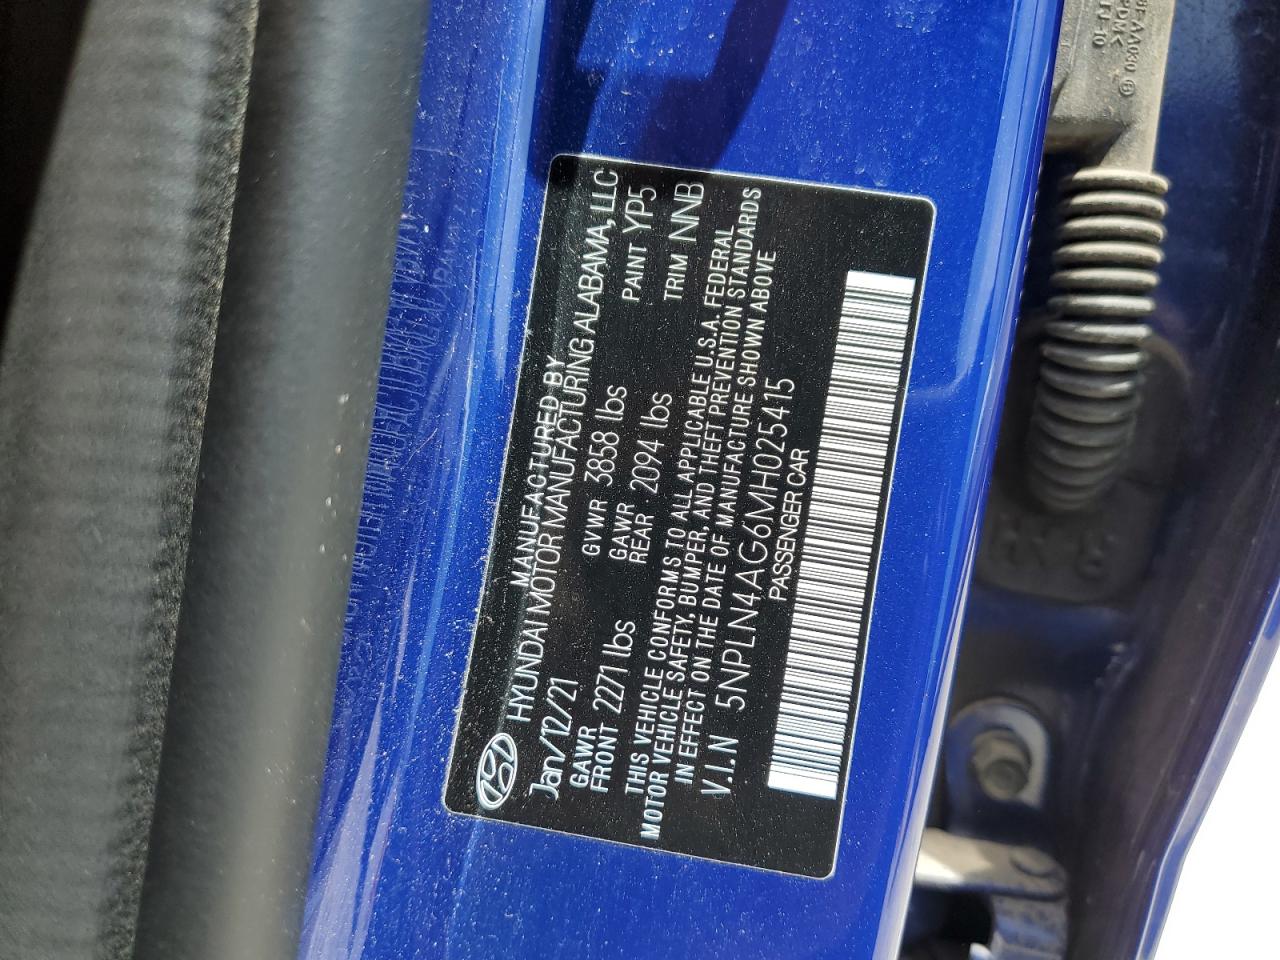 MANUFACTURED BY
HYUNDAI MOTOR MANUFACTURING ALABAMA, LLC
Jan/12/21 GVWR 3858 lbs PAINT YP5
GAWR FRONT 2271 lbs GAWR REAR 2094 lbs TRIM NNB
THIS VEHICLE CONFORMS TO ALL APPLICABLE U.S.A. FEDERAL
MOTOR VEHICLE SAFETY, BUMPER, AND THEFT PREVENTION STANDARDS
IN EFFECT ON THE DATE OF MANUFACTURE SHOWN ABOVE
V.I.N 5NPLN4AG6MH025415
PASSENGER CAR